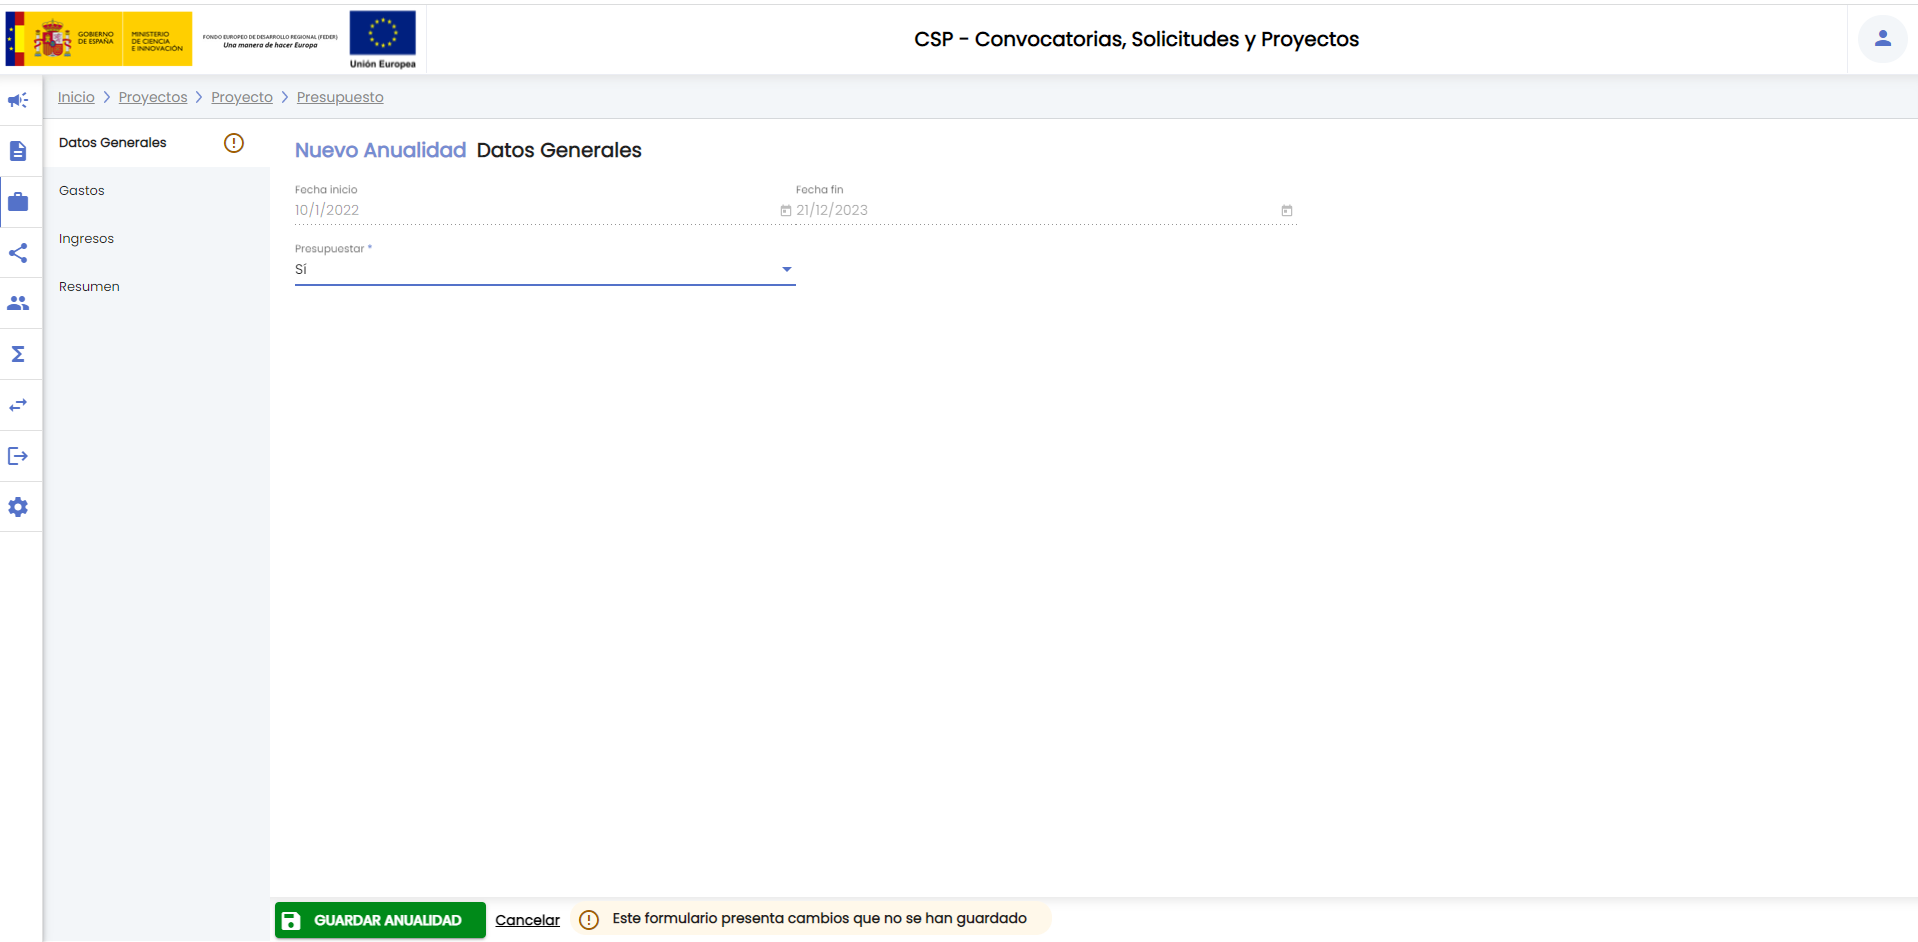 GOBIERNO
DE ESPAÑA
MINISTERIO
DE CIENCIA
E INNOVACIÓN
FONDO EUROPEO DE DESARROLLO REGIONAL (FEDER)
Una manera de hacer Europa
Unión Europea
CSP - Convocatorias, Solicitudes y Proyectos
Inicio > Proyectos > Proyecto > Presupuesto
Datos Generales
Gastos
Ingresos
Resumen
Nuevo Anualidad Datos Generales
Fecha inicio Fecha fin
10/1/2022 21/12/2023
Presupuestar *
Sí
GUARDAR ANUALIDAD Cancelar Este formulario presenta cambios que no se han guardado